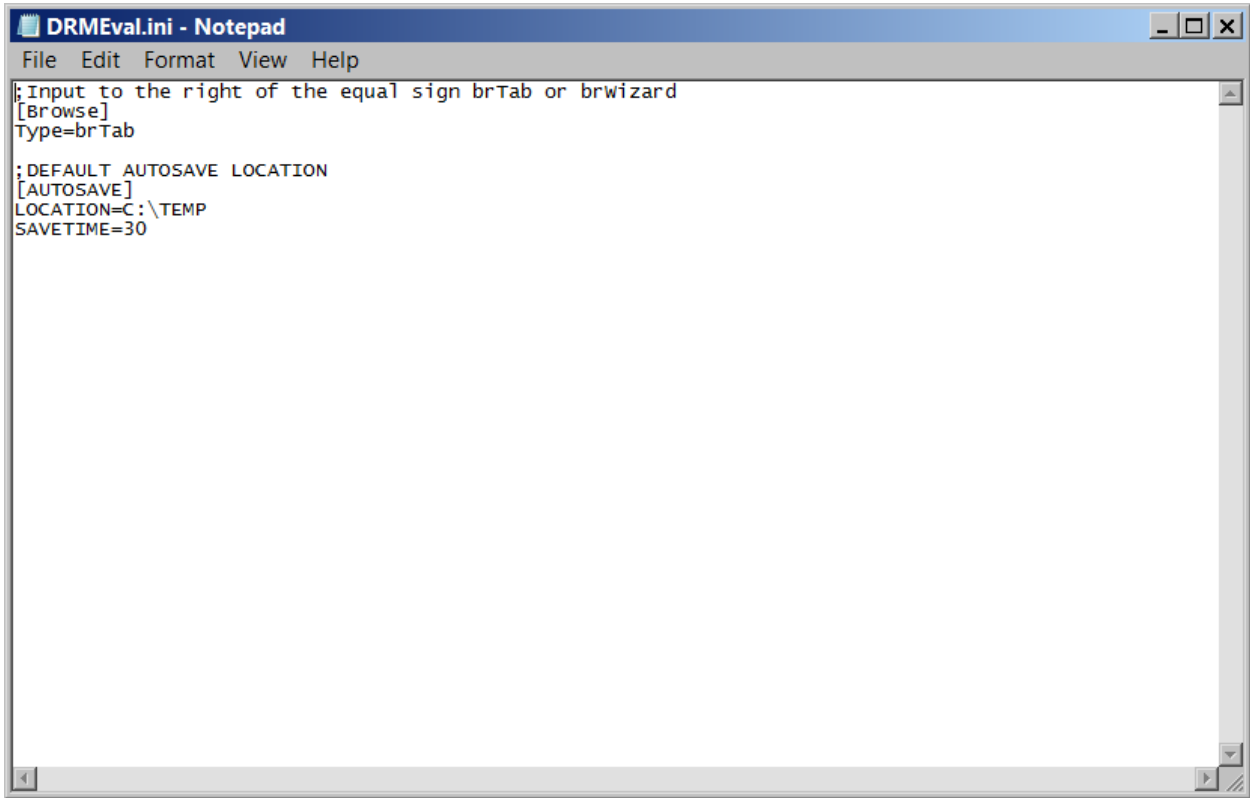 DRMEval.ini - Notepad
File Edit Format View Help
;Input to the right of the equal sign brTab or brWizard
[Browse]
Type=brTab
;DEFAULT AUTOSAVE LOCATION
[AUTOSAVE]
LOCATION=C:\TEMP
SAVETIME=30